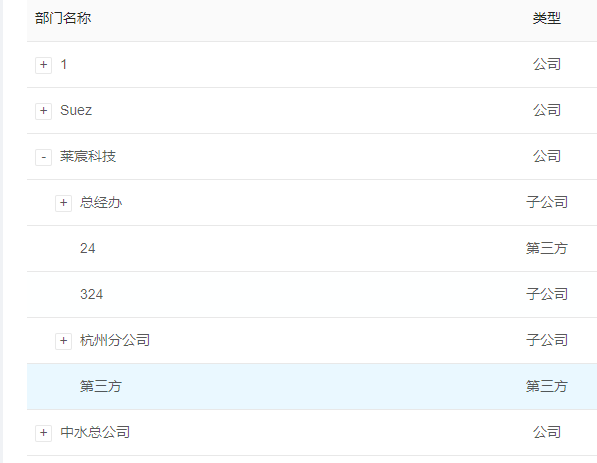 部门名称 类型
+ 1 公司
+ Suez 公司
- 莱宸科技 公司
+ 总经办 子公司
24 第三方
324 子公司
+ 杭州分公司 子公司
第三方 第三方
+ 中水总公司 公司